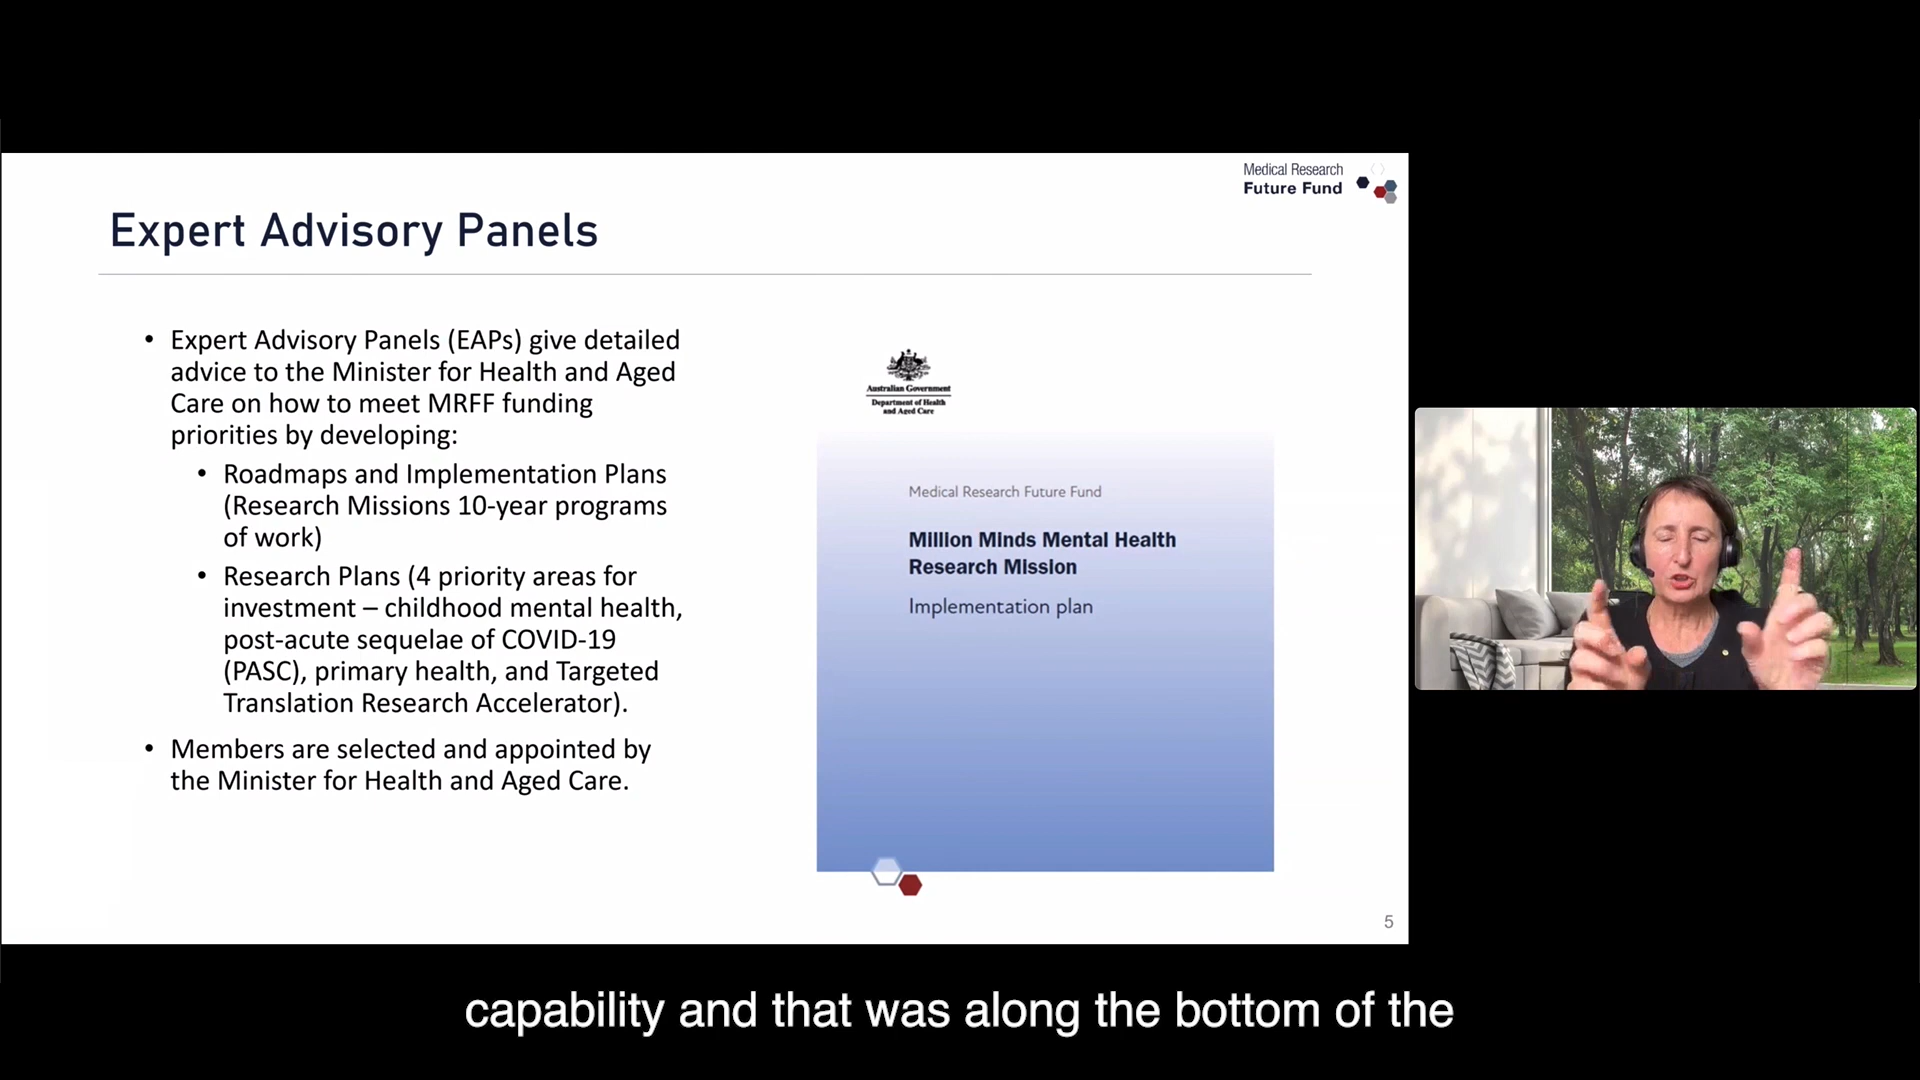 Medical Research
Future Fund
Expert Advisory Panels
• Expert Advisory Panels (EAPs) give detailed
advice to the Minister for Health and Aged
Care on how to meet MRFF funding
priorities by developing:
• Roadmaps and Implementation Plans
(Research Missions 10-year programs
of work)
• Research Plans (4 priority areas for
investment – childhood mental health,
post-acute sequelae of COVID-19
(PASC), primary health, and Targeted
Translation Research Accelerator).
• Members are selected and appointed by
the Minister for Health and Aged Care.
Australian Government
Department of Health
and Aged Care
Medical Research Future Fund
Million Minds Mental Health
Research Mission
Implementation plan
5
capability and that was along the bottom of the